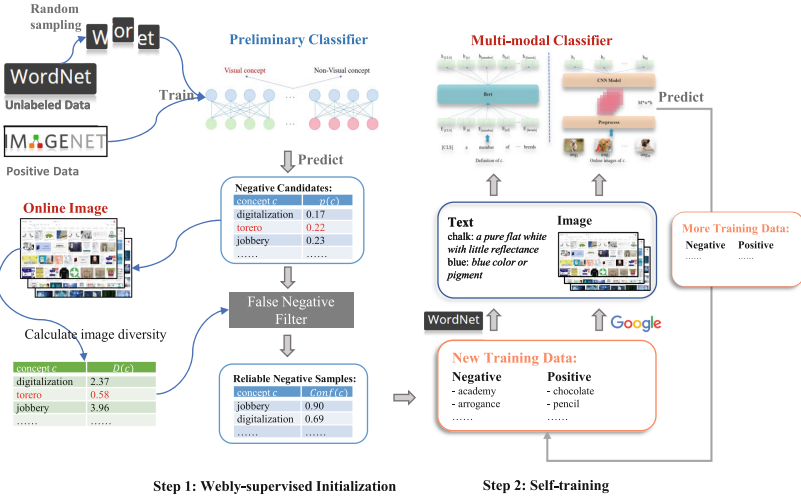 Random
sampling
Wor
or
et
WordNet
Unlabeled Data
IMAGENET
Positive Data
Train
Preliminary Classifier
Visual concept
Non-Visual concept
...
Predict
Negative Candidates:
concept c p(c)
digitalization 0.17
torero 0.22
jobbery 0.23
...... ......
Online Image
False Negative
Filter
Calculate image diversity
concept c D(c)
digitalization 2.37
torero 0.58
jobbery 3.96
...... ......
Reliable Negative Samples:
concept c Conf(c)
jobbery 0.90
digitalization 0.69
...... ......
Step 1: Webly-supervised Initialization
Multi-modal Classifier
Bert
[CLS] a member of ... breeds
Definition of c.
CNN Model
M*n*h
Preprocess
Online images of c.
Predict
Text
chalk: a pure flat white
with little reflectance
blue: blue color or
pigment
Image
More Training Data:
Negative Positive
...... ......
WordNet
Google
New Training Data:
Negative Positive
- academy - chocolate
- arrogance - pencil
...... ......
Step 2: Self-training